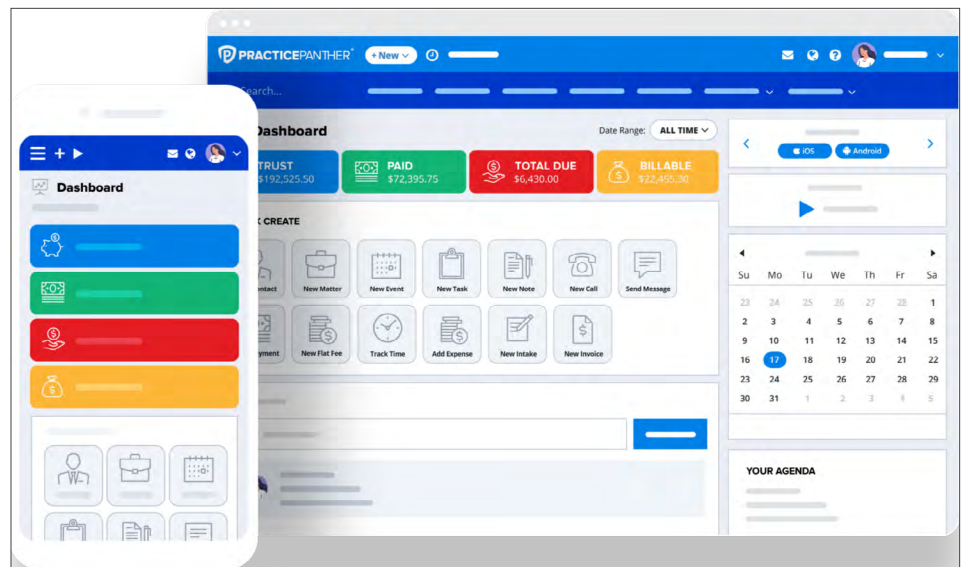 PRACTICEPANTHER
+ New
Search...
Dashboard
Date Range: ALL TIME
TRUST
$192,525.50
PAID
$72,395.75
TOTAL DUE
$6,430.00
BILLABLE
$22,455.30
CREATE
New Matter
New Event
New Task
New Note
New Call
Send Message
New Flat Fee
Track Time
Add Expense
New Intake
New Invoice
iOS
Android
Su Mo Tu We Th Fr Sa
23 24 25 26 27 28 1
2 3 4 5 6 7 8
9 10 11 12 13 14 15
16 17 18 19 20 21 22
23 24 25 26 27 28 29
30 31 1 2 3 4 5
YOUR AGENDA
Dashboard